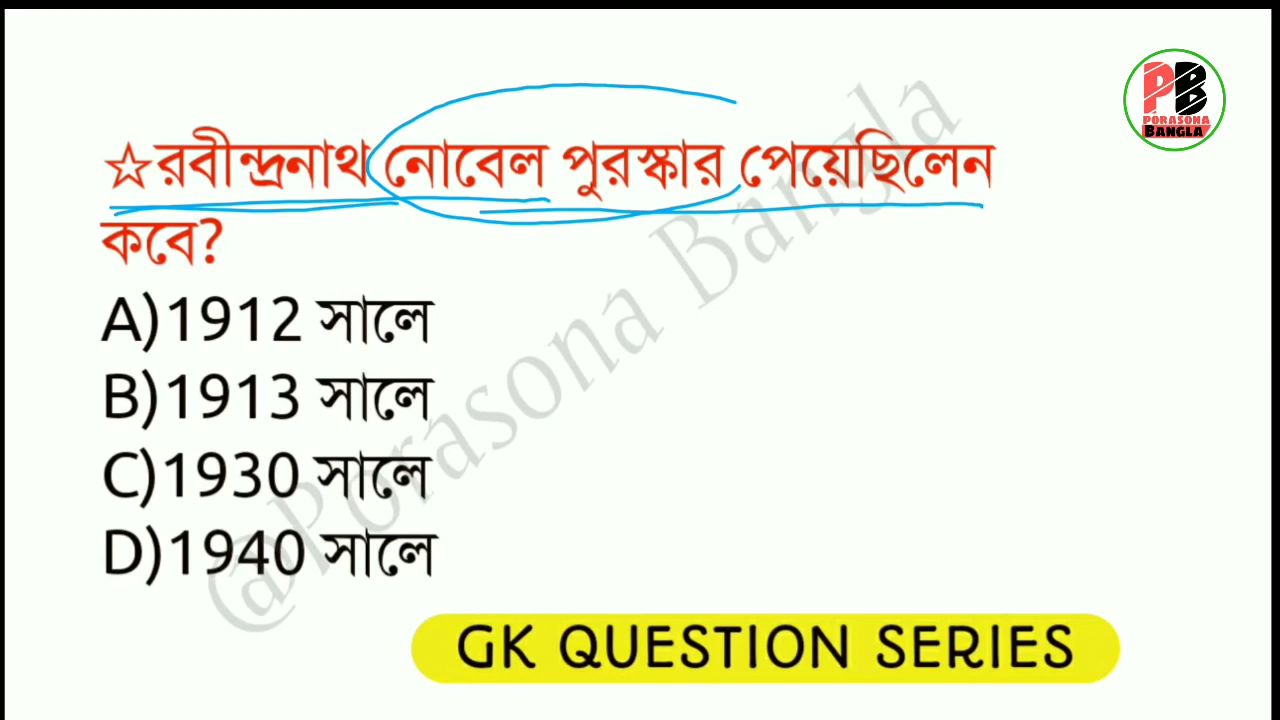 PB
PORASONA
BANGLA
☆রবীন্দ্রনাথ নোবেল পুরস্কার পেয়েছিলেন
কবে?
A)1912 সালে
B)1913 সালে
C)1930 সালে
D)1940 সালে
@Porasona Bangla
GK QUESTION SERIES